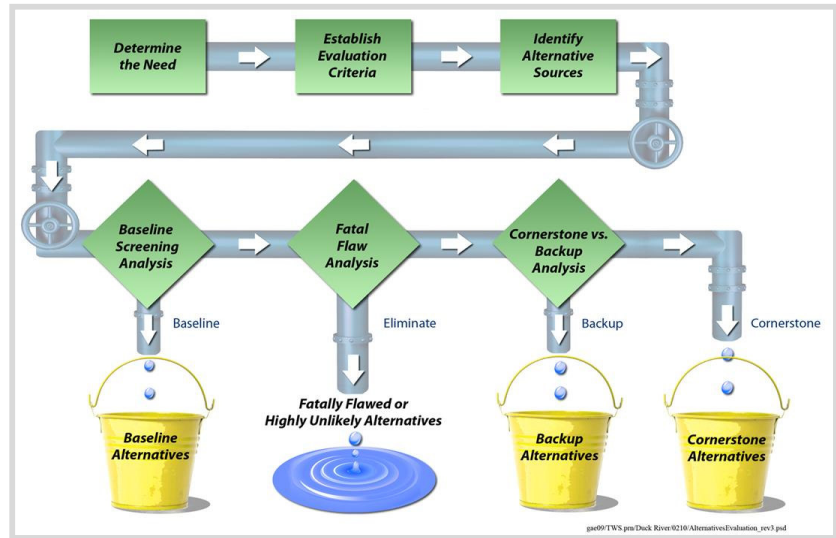 Determine
the Need
Establish
Evaluation
Criteria
Identify
Alternative
Sources
Baseline
Screening
Analysis
Fatal
Flaw
Analysis
Cornerstone vs.
Backup
Analysis
Baseline
Eliminate
Backup
Cornerstone
Fatally Flawed or
Highly Unlikely Alternatives
Baseline
Alternatives
Backup
Alternatives
Cornerstone
Alternatives
gae09/TWS.prn/Duck River/0210/AlternativesEvaluation_rev3.psd